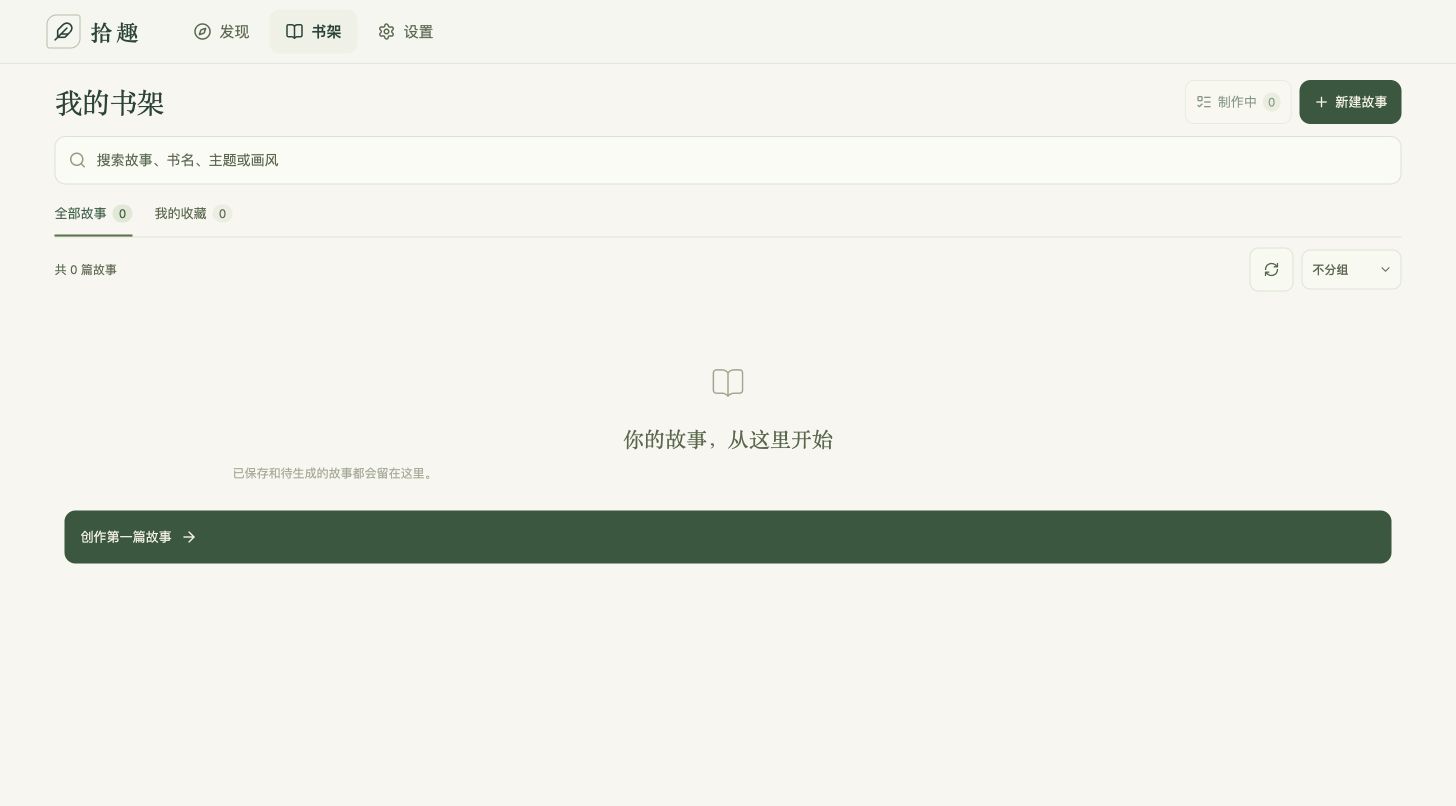 拾趣 发现 书架 设置
我的书架 制作中 0 新建故事
搜索故事、书名、主题或画风
全部故事 0 我的收藏 0
共 0 篇故事 不分组
你的故事，从这里开始
已保存和待生成的故事都会留在这里。
创作第一篇故事